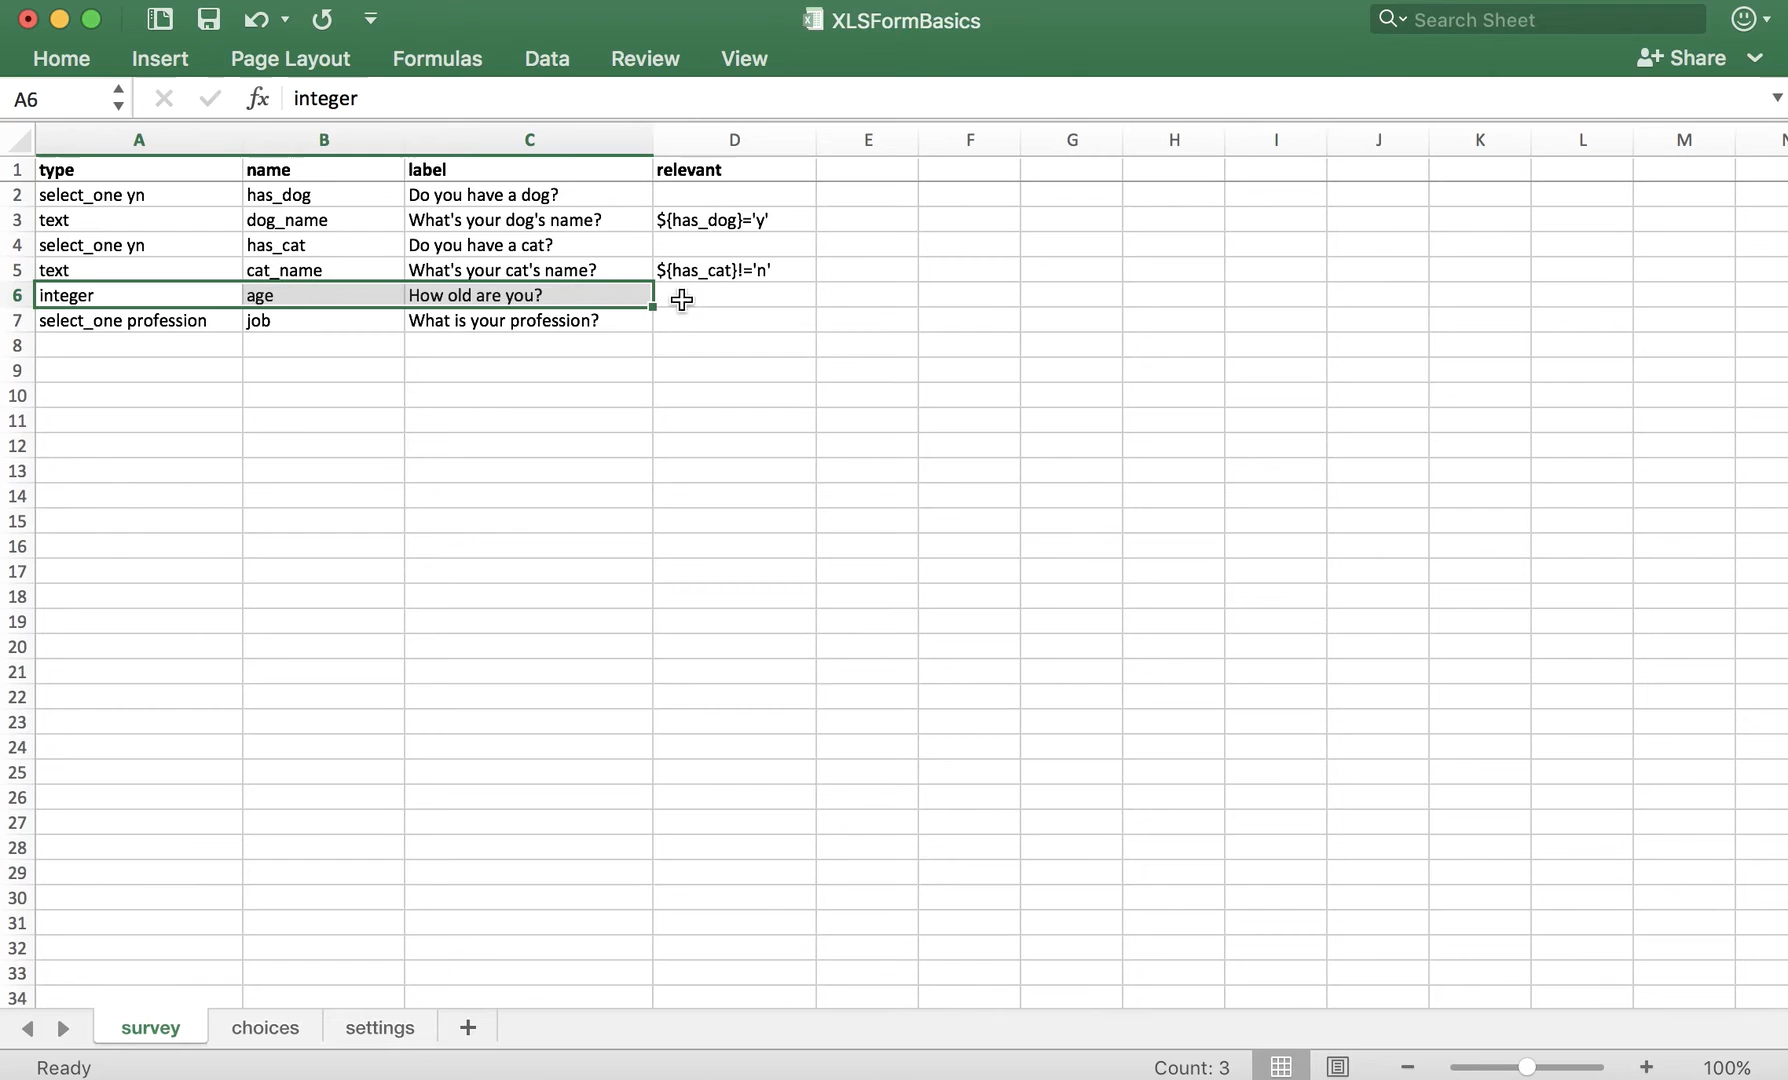 XLSFormBasics
Search Sheet
Home Insert Page Layout Formulas Data Review View
Share
A6 fx integer
A B C D E F G H I J K L M
1 type name label relevant
2 select_one yn has_dog Do you have a dog?
3 text dog_name What's your dog's name? ${has_dog}='y'
4 select_one yn has_cat Do you have a cat?
5 text cat_name What's your cat's name? ${has_cat}!='n'
6 integer age How old are you?
7 select_one profession job What is your profession?
8
9
10
11
12
13
14
15
16
17
18
19
20
21
22
23
24
25
26
27
28
29
30
31
32
33
34
survey choices settings +
Ready Count: 3 100%